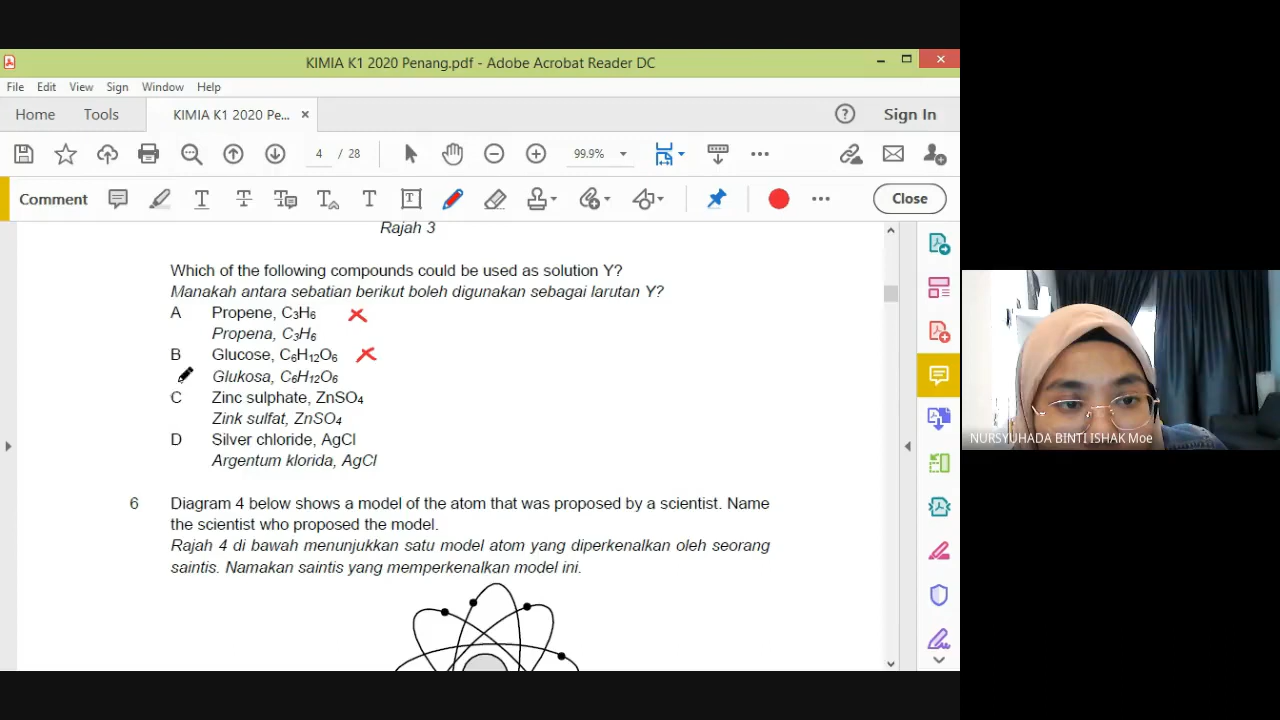 KIMIA K1 2020 Penang.pdf - Adobe Acrobat Reader DC
File Edit View Sign Window Help
Home Tools KIMIA K1 2020 Pe... × Sign In
4 / 28 99.9%
Comment Close
Rajah 3
Which of the following compounds could be used as solution Y?
Manakah antara sebatian berikut boleh digunakan sebagai larutan Y?
A Propene, C₃H₆
Propena, C₃H₆
B Glucose, C₆H₁₂O₆
Glukosa, C₆H₁₂O₆
C Zinc sulphate, ZnSO₄
Zink sulfat, ZnSO₄
D Silver chloride, AgCl
Argentum klorida, AgCl
6 Diagram 4 below shows a model of the atom that was proposed by a scientist. Name
the scientist who proposed the model.
Rajah 4 di bawah menunjukkan satu model atom yang diperkenalkan oleh seorang
saintis. Namakan saintis yang memperkenalkan model ini.
NURSYUHADA BINTI ISHAK Moe